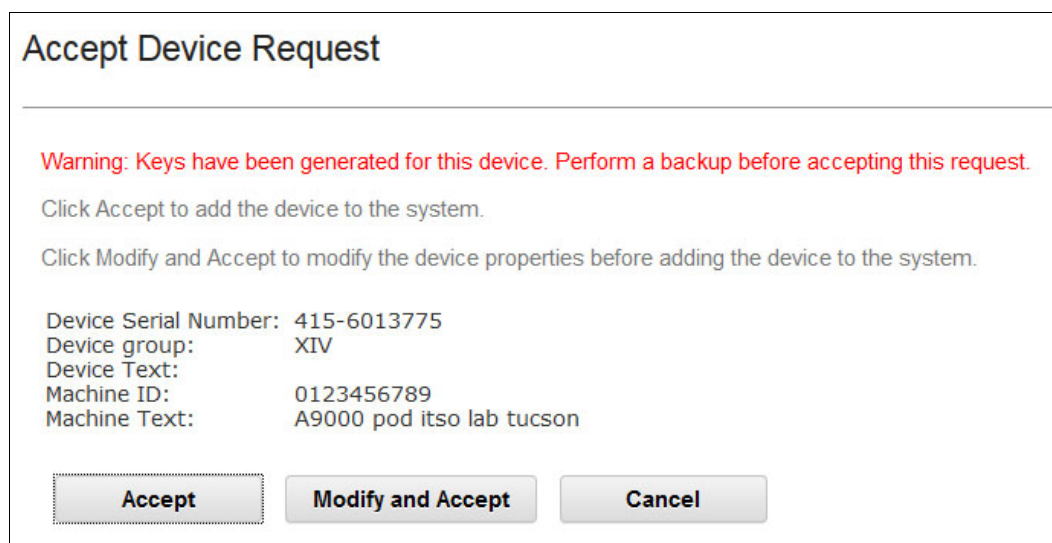 Accept Device Request
Warning: Keys have been generated for this device. Perform a backup before accepting this request.
Click Accept to add the device to the system.
Click Modify and Accept to modify the device properties before adding the device to the system.
Device Serial Number: 415-6013775
Device group: XIV
Device Text:
Machine ID: 0123456789
Machine Text: A9000 pod itso lab tucson
Accept Modify and Accept Cancel